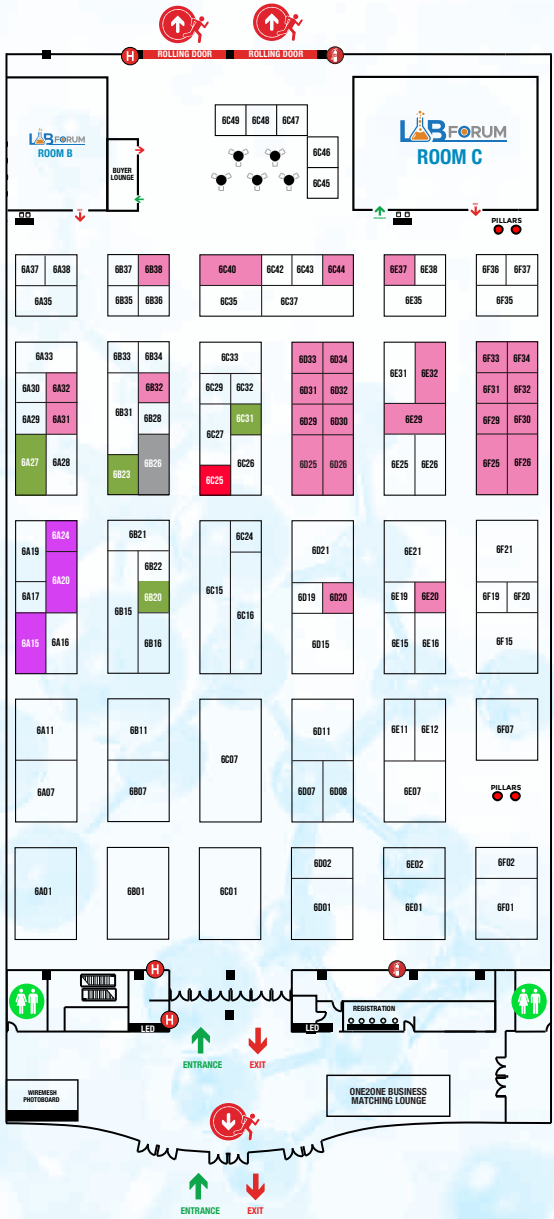 ROLLING DOOR ROLLING DOOR
H
LAB FORUM
ROOM B
BUYER
LOUNGE
6C49 6C48 6C47
6C46
6C45
LAB FORUM
ROOM C
PILLARS
6A37 6A38 6B37 6B38 6C40 6C42 6C43 6C44 6E37 6E38 6F36 6F37
6A35 6B35 6B36 6C35 6C37 6E35 6F35
6A33 6B33 6B34 6C33 6D33 6D34 6E31 6E32 6F33 6F34
6A30 6A32 6B31 6B32 6C29 6C32 6D31 6D32 6F31 6F32
6A29 6A31 6B28 6C27 6C31 6D29 6D30 6E29 6F29 6F30
6A27 6A28 6B23 6B26 6C25 6C26 6D25 6D26 6E25 6E26 6F25 6F26
6A19 6A24 6B21 6C15 6C24 6D21 6E21 6F21
6A20 6B22
6A17 6B15 6B20 6C16 6D19 6D20 6E19 6E20 6F19 6F20
6A15 6A16 6B16 6D15 6E15 6E16 6F15
6A11 6B11 6C07 6D11 6E11 6E12 6F07
6A07 6B07 6D07 6D08 6E07
PILLARS
6A01 6B01 6C01 6D02 6E02 6F02
6D01 6E01 6F01
H
REGISTRATION
H
LED LED
ENTRANCE EXIT
WIREMESH
PHOTOBOARD
ONE2ONE BUSINESS
MATCHING LOUNGE
ENTRANCE EXIT